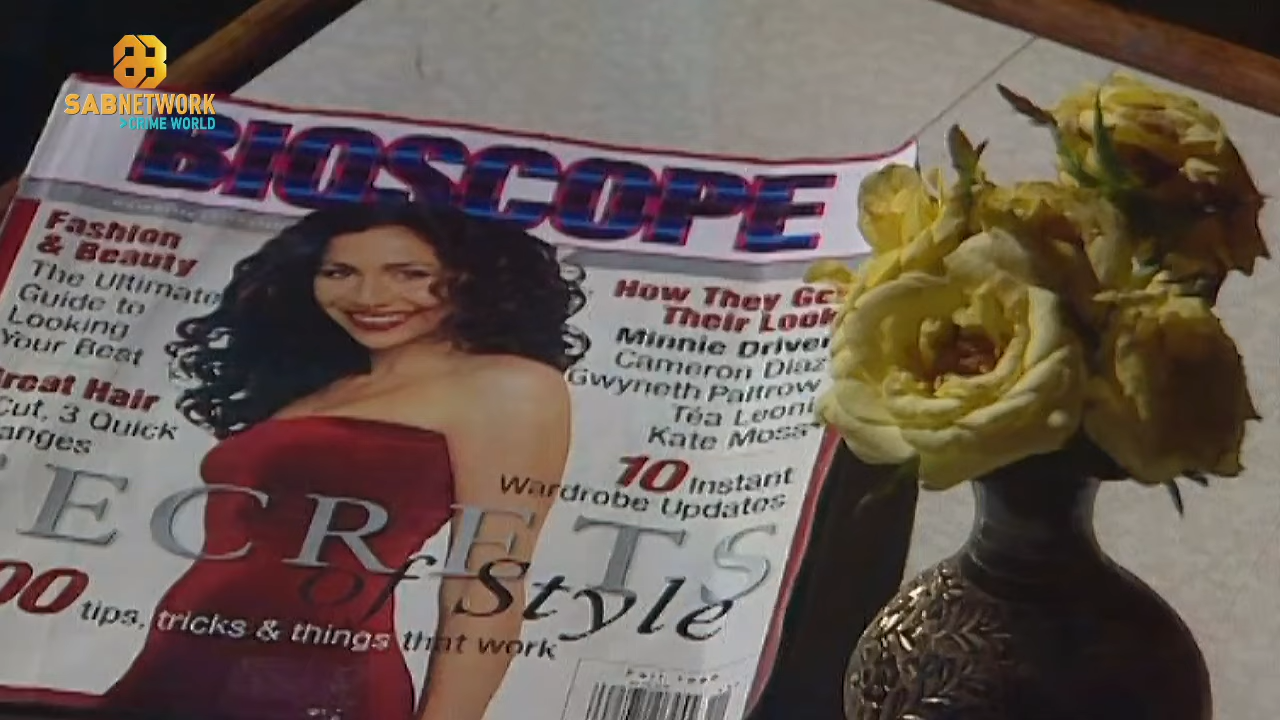 SABNETWORK
>CRIME WORLD
BIOSCOPE
Fashion
& Beauty
The Ultimate
Guide to
Looking
Your Best
Great Hair
Cut, 3 Quick
anges
How They Get
Their Look
Minnie Driver
Cameron Diaz
Gwyneth Paltrow
Téa Leoni
Kate Moss
10 Instant
Wardrobe Updates
SECRETS
of Style
00 tips, tricks & things that work